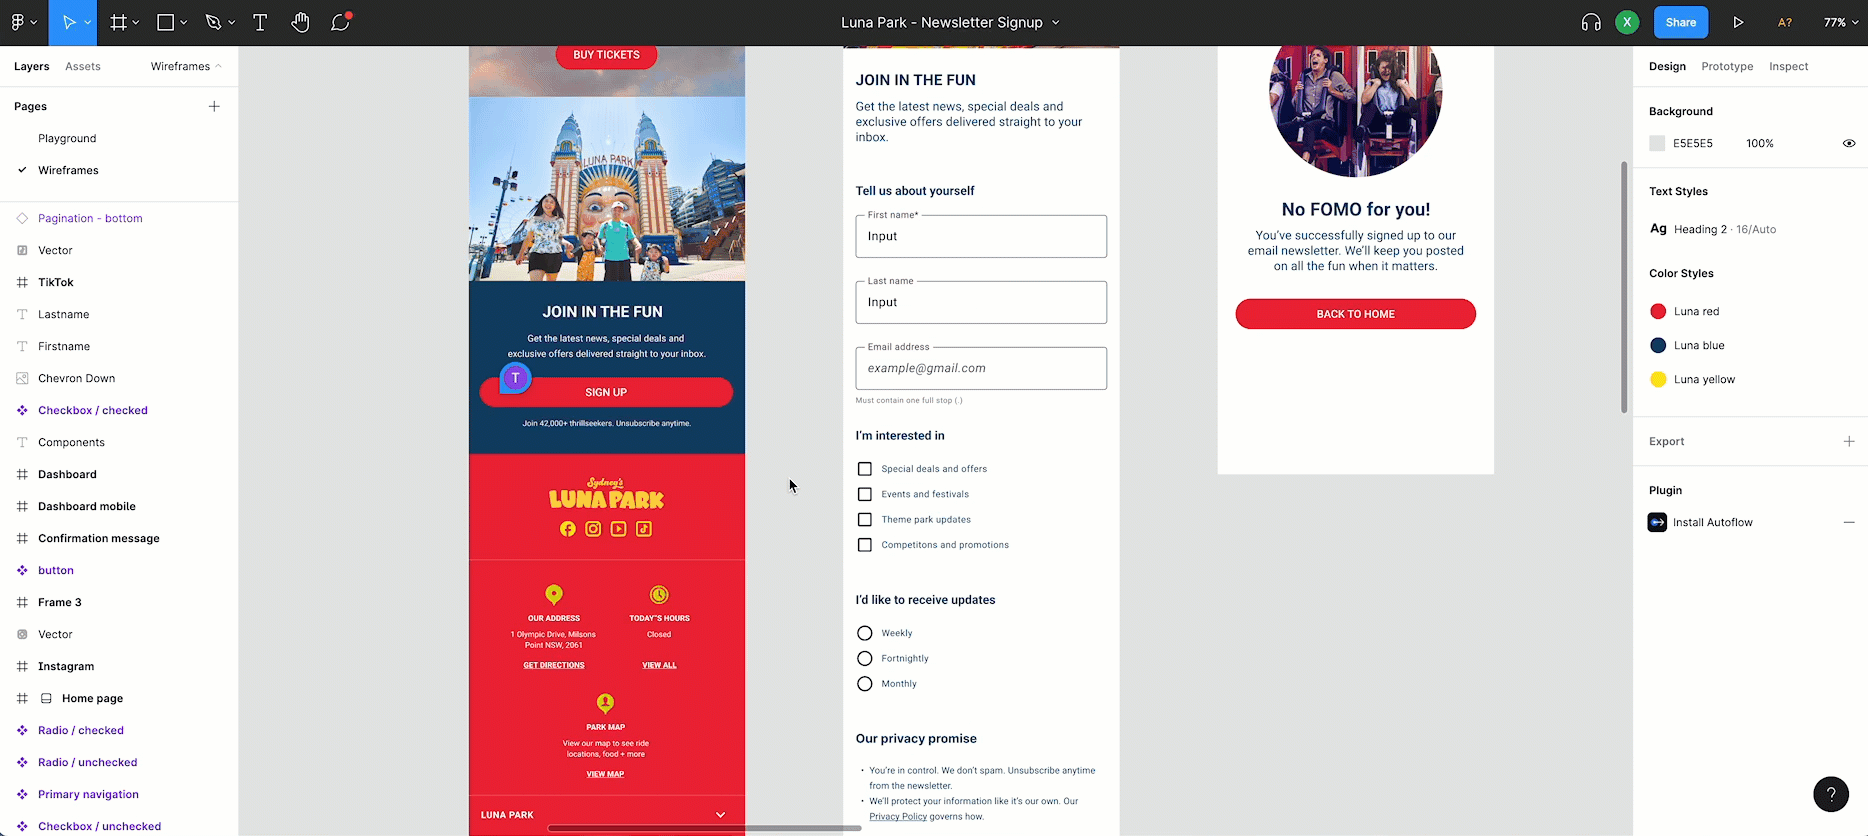 Luna Park - Newsletter Signup
X
Share
A?
77%
Layers
Assets
Wireframes
Pages
Playground
Wireframes
Pagination - bottom
Vector
TikTok
Lastname
Firstname
Chevron Down
Checkbox / checked
Components
Dashboard
Dashboard mobile
Confirmation message
button
Frame 3
Vector
Instagram
Home page
Radio / checked
Radio / unchecked
Primary navigation
Checkbox / unchecked
BUY TICKETS
LUNA PARK
JOIN IN THE FUN
Get the latest news, special deals and
exclusive offers delivered straight to your inbox.
T
SIGN UP
Join 42,000+ thrillseekers. Unsubscribe anytime.
Sydney's
LUNA PARK
OUR ADDRESS
1 Olympic Drive, Milsons
Point NSW, 2061
GET DIRECTIONS
TODAY'S HOURS
Closed
VIEW ALL
PARK MAP
View our map to see ride
locations, food + more
VIEW MAP
LUNA PARK
JOIN IN THE FUN
Get the latest news, special deals and
exclusive offers delivered straight to your
inbox.
Tell us about yourself
First name*
Input
Last name
Input
Email address
example@gmail.com
Must contain one full stop (.)
I'm interested in
Special deals and offers
Events and festivals
Theme park updates
Competitons and promotions
I'd like to receive updates
Weekly
Fortnightly
Monthly
Our privacy promise
• You're in control. We don't spam. Unsubscribe anytime
from the newsletter.
• We'll protect your information like it's our own. Our
Privacy Policy governs how.
No FOMO for you!
You've successfully signed up to our
email newsletter. We'll keep you posted
on all the fun when it matters.
BACK TO HOME
Design
Prototype
Inspect
Background
E5E5E5
100%
Text Styles
Ag
Heading 2 · 16/Auto
Color Styles
Luna red
Luna blue
Luna yellow
Export
Plugin
Install Autoflow
?